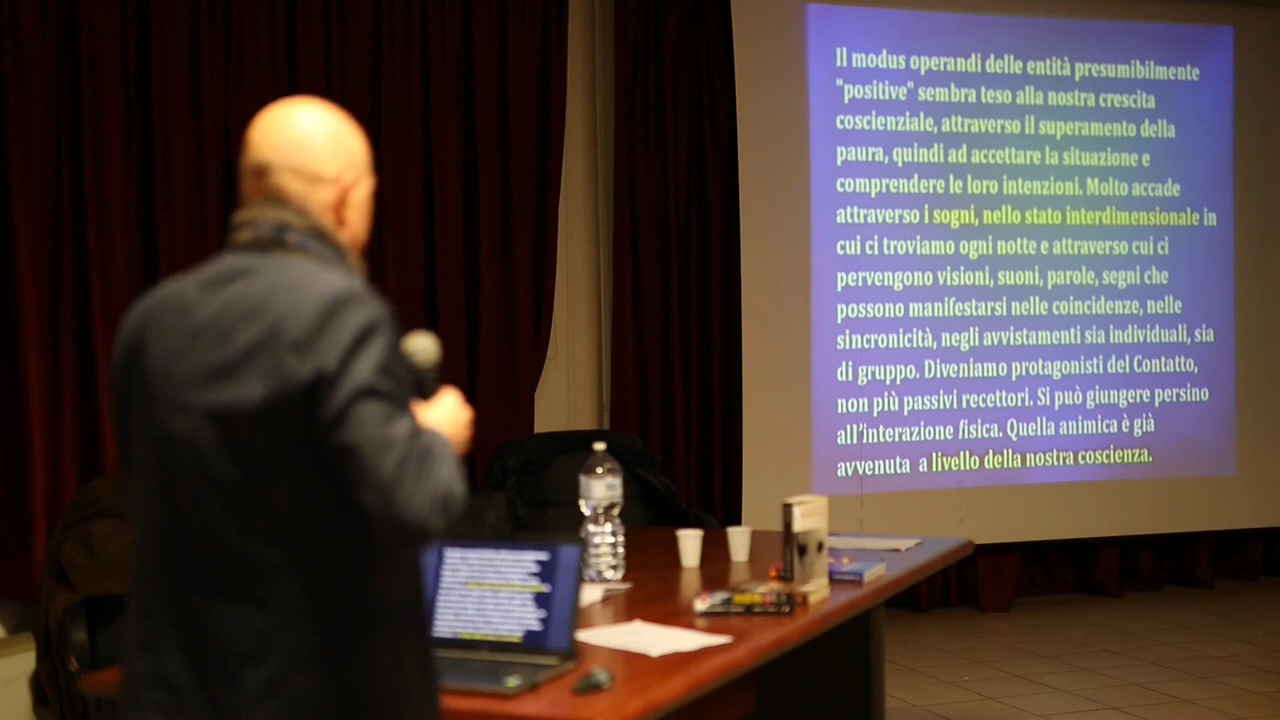 Il modus operandi delle entità presumibilmente
"positive" sembra teso alla nostra crescita
coscienziale, attraverso il superamento della
paura, quindi ad accettare la situazione e
comprendere le loro intenzioni. Molto accade
attraverso i sogni, nello stato interdimensionale in
cui ci troviamo ogni notte e attraverso cui ci
pervengono visioni, suoni, parole, segni che
possono manifestarsi nelle coincidenze, nelle
sincronicità, negli avvistamenti sia individuali, sia
di gruppo. Diveniamo protagonisti del Contatto,
non più passivi recettori. Si può giungere persino
all'interazione fisica. Quella animica è già
avvenuta a livello della nostra coscienza.